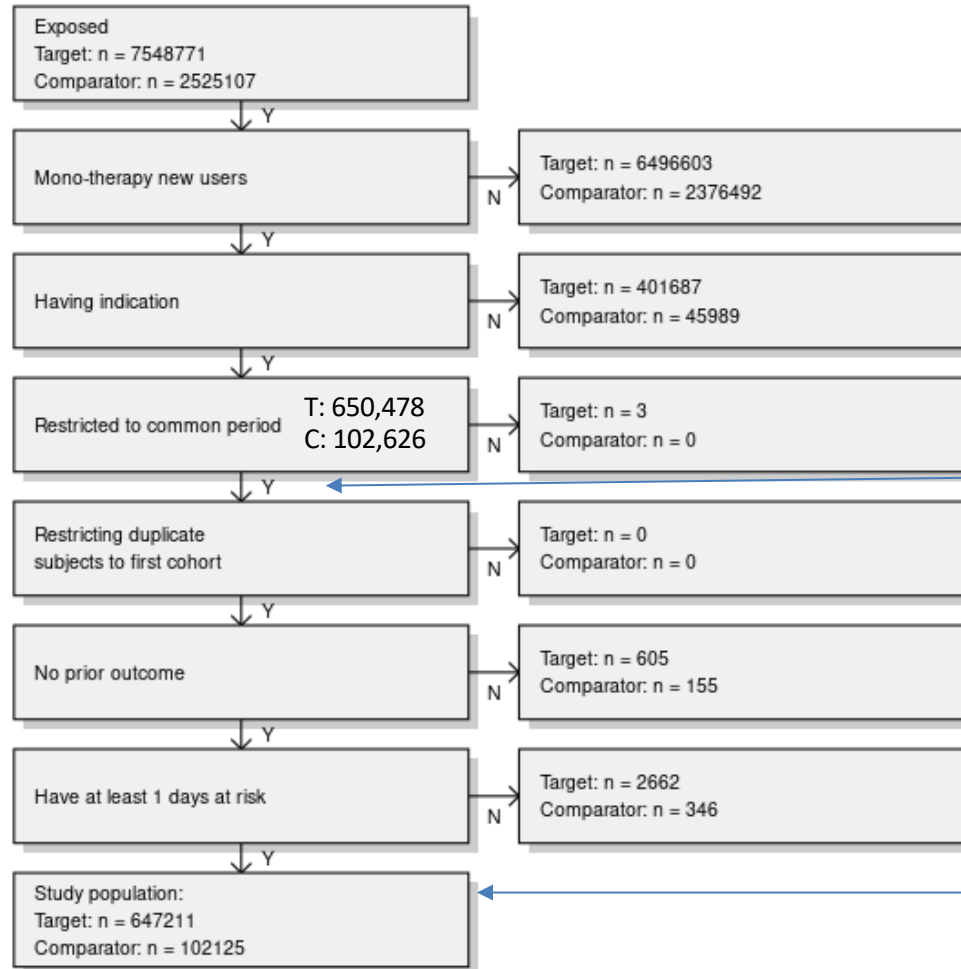 Exposed
Target: n = 7548771
Comparator: n = 2525107
Y
Mono-therapy new users
N
Target: n = 6496603
Comparator: n = 2376492
Y
Having indication
N
Target: n = 401687
Comparator: n = 45989
Y
Restricted to common period
T: 650,478
C: 102,626
N
Target: n = 3
Comparator: n = 0
Y
Restricting duplicate
subjects to first cohort
N
Target: n = 0
Comparator: n = 0
Y
No prior outcome
N
Target: n = 605
Comparator: n = 155
Y
Have at least 1 days at risk
N
Target: n = 2662
Comparator: n = 346
Y
Study population:
Target: n = 647211
Comparator: n = 102125